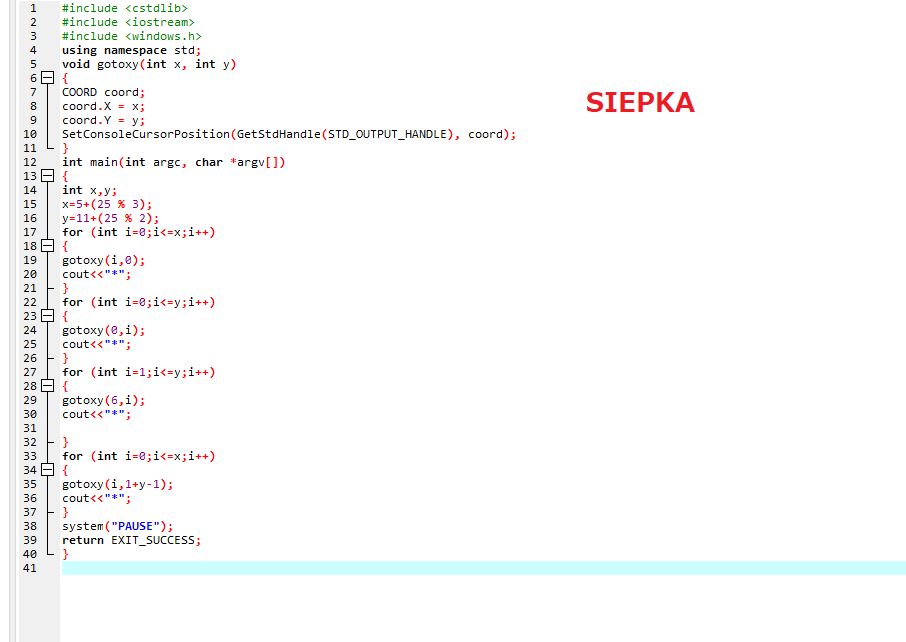 1 #include <cstdlib>
2 #include <iostream>
3 #include <windows.h>
4 using namespace std;
5 void gotoxy(int x, int y)
6 {
7 COORD coord;
8 coord.X = x;
SIEPKA
9 coord.Y = y;
10 SetConsoleCursorPosition(GetStdHandle(STD_OUTPUT_HANDLE), coord);
11 }
12 int main(int argc, char *argv[])
13 {
14 int x,y;
15 x=5+(25 % 3);
16 y=11+(25 % 2);
17 for (int i=0;i<=x;i++)
18 {
19 gotoxy(i,0);
20 cout<<"*";
21 }
22 for (int i=0;i<=y;i++)
23 {
24 gotoxy(0,i);
25 cout<<"*";
26 }
27 for (int i=1;i<=y;i++)
28 {
29 gotoxy(6,i);
30 cout<<"*";
31
32 }
33 for (int i=0;i<=x;i++)
34 {
35 gotoxy(i,1+y-1);
36 cout<<"*";
37 }
38 system("PAUSE");
39 return EXIT_SUCCESS;
40 }
41